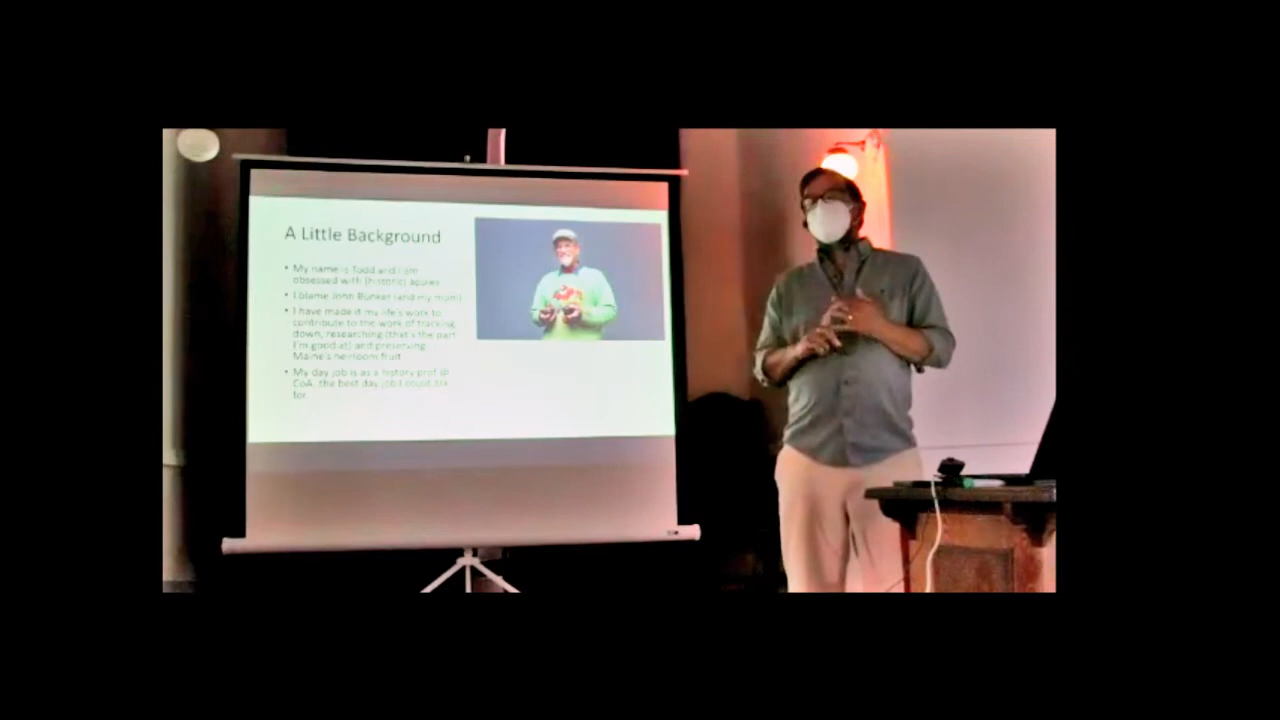 A Little Background
• My name is Todd and I am
obsessed with (historic) apples
• I blame John Bunker (and my mum)
• I have made it my life's work to
contribute to the work of tracking
down, researching (that's the part
I'm good at) and preserving
Maine's heirloom fruit
• My day job is as a history prof at
CoA, the best day job I could ask
for.